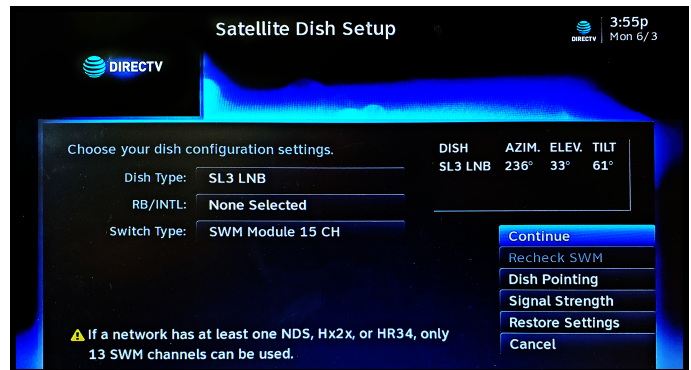 Satellite Dish Setup
DIRECTV
3:55p
Mon 6/3
DIRECTV
Choose your dish configuration settings.
Dish Type: SL3 LNB
RB/INTL: None Selected
Switch Type: SWM Module 15 CH
DISH AZIM. ELEV. TILT
SL3 LNB 236° 33° 61°
Continue
Recheck SWM
Dish Pointing
Signal Strength
Restore Settings
Cancel
If a network has at least one NDS, Hx2x, or HR34, only
13 SWM channels can be used.